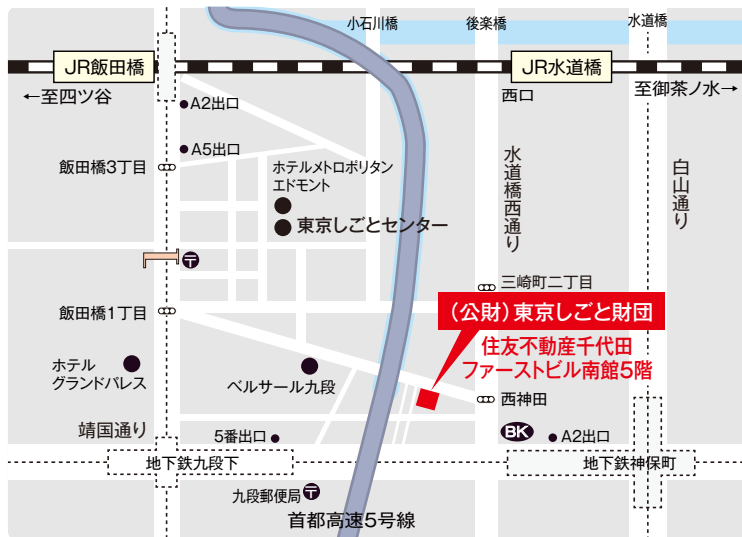 小石川橋
後楽橋
水道橋
JR飯田橋
JR水道橋
←至四ツ谷
西口
至御茶ノ水→
A2出口
A5出口
飯田橋3丁目
ホテルメトロポリタン
エドモント
水道橋西通り
白山通り
東京しごとセンター
〒
三崎町二丁目
飯田橋1丁目
(公財)東京しごと財団
住友不動産千代田
ファーストビル南館5階
ホテル
グランドパレス
ベルサール九段
西神田
靖国通り
5番出口
BK
A2出口
地下鉄九段下
地下鉄神保町
九段郵便局
〒
首都高速5号線